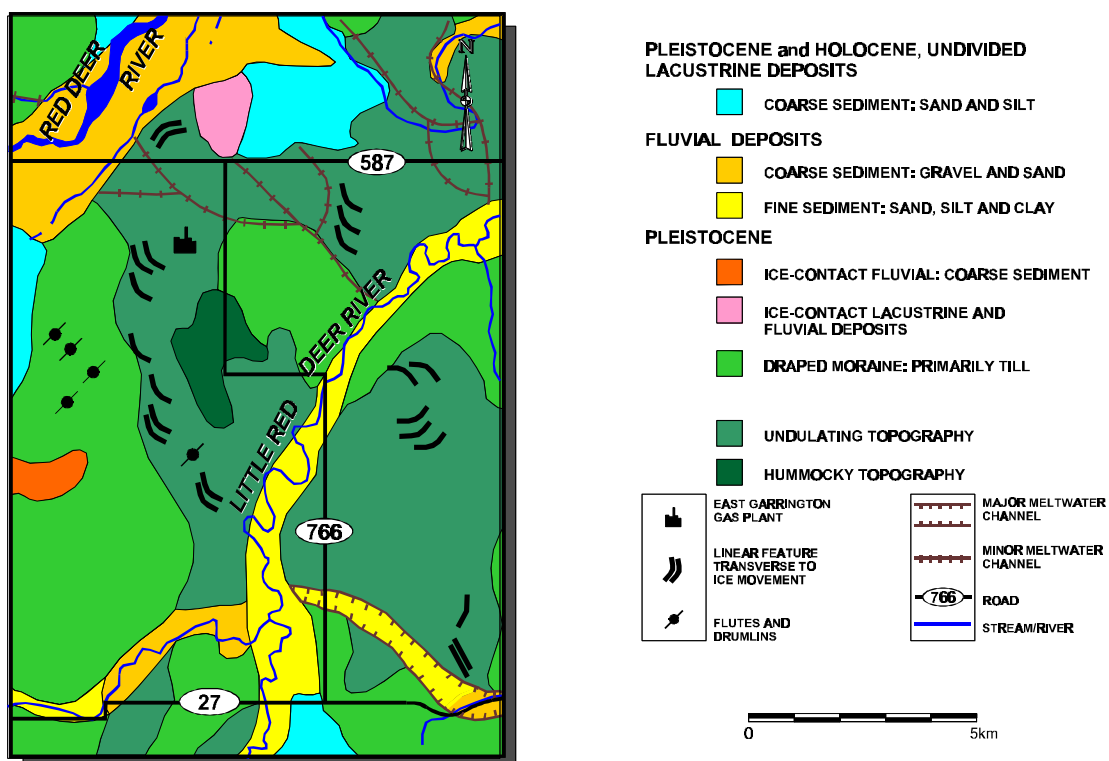 RED DEER
RIVER
N
587
DEER RIVER
LITTLE RED
766
27
PLEISTOCENE and HOLOCENE, UNDIVIDED
LACUSTRINE DEPOSITS
COARSE SEDIMENT: SAND AND SILT
FLUVIAL DEPOSITS
COARSE SEDIMENT: GRAVEL AND SAND
FINE SEDIMENT: SAND, SILT AND CLAY
PLEISTOCENE
ICE-CONTACT FLUVIAL: COARSE SEDIMENT
ICE-CONTACT LACUSTRINE AND
FLUVIAL DEPOSITS
DRAPED MORAINE: PRIMARILY TILL
UNDULATING TOPOGRAPHY
HUMMOCKY TOPOGRAPHY
EAST GARRINGTON
GAS PLANT
LINEAR FEATURE
TRANSVERSE TO
ICE MOVEMENT
FLUTES AND
DRUMLINS
MAJOR MELTWATER
CHANNEL
MINOR MELTWATER
CHANNEL
766
ROAD
STREAM/RIVER
0
5km